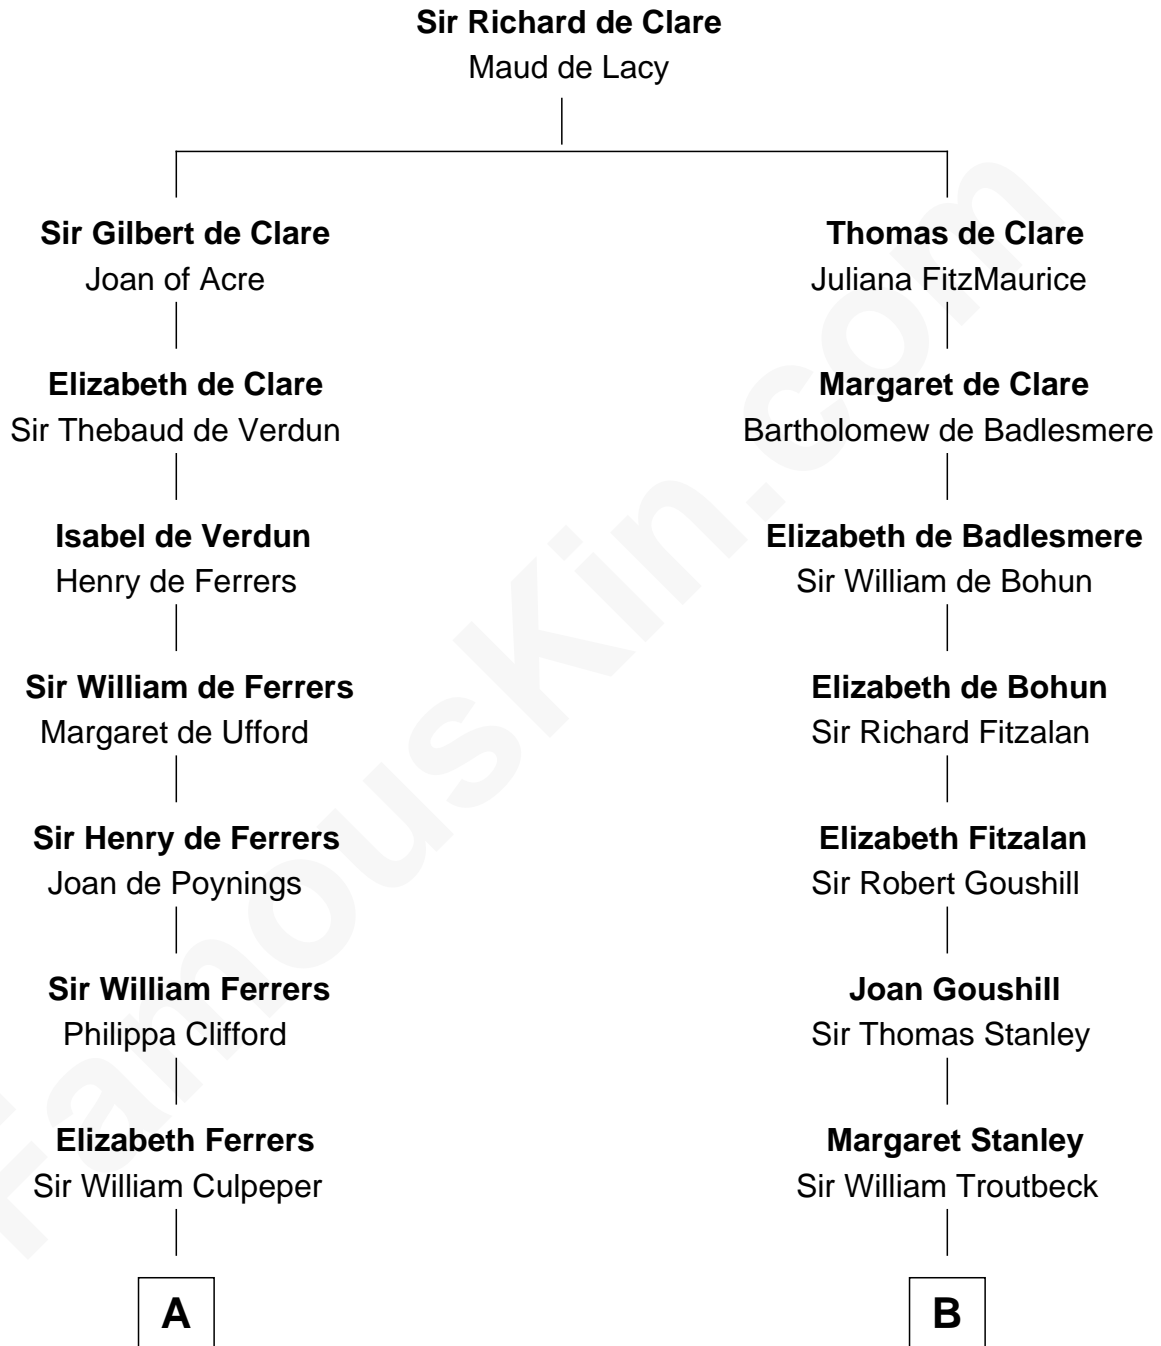 Sir Richard de Clare
Maud de Lacy
Sir Gilbert de Clare
Joan of Acre
Thomas de Clare
Juliana FitzMaurice
Elizabeth de Clare
Sir Thebaud de Verdun
Margaret de Clare
Bartholomew de Badlesmere
Isabel de Verdun
Henry de Ferrers
Elizabeth de Badlesmere
Sir William de Bohun
Sir William de Ferrers
Margaret de Ufford
Elizabeth de Bohun
Sir Richard Fitzalan
Sir Henry de Ferrers
Joan de Poynings
Elizabeth Fitzalan
Sir Robert Goushill
Sir William Ferrers
Philippa Clifford
Joan Goushill
Sir Thomas Stanley
Elizabeth Ferrers
Sir William Culpeper
Margaret Stanley
Sir William Troutbeck
A
B
FamousKin.com